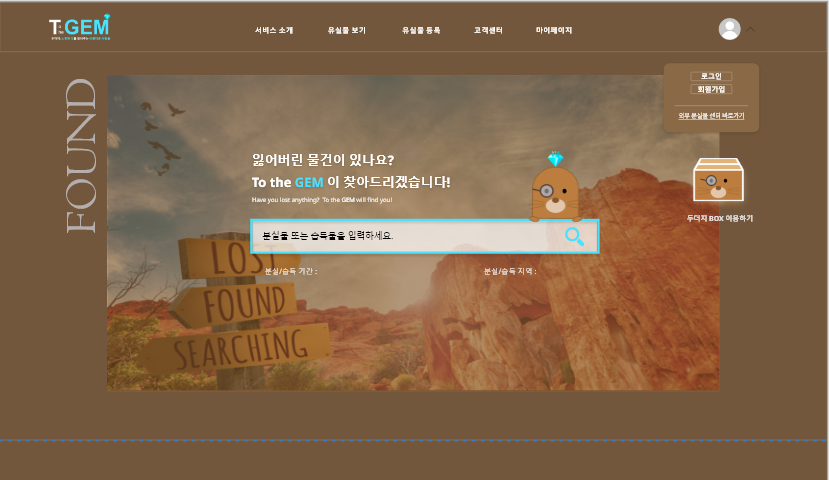 To the GEM
서비스 소개
유실물 보기
유실물 등록
고객센터
마이페이지
로그인
회원가입
외부 분실물 센터 바로가기
FOUND
잃어버린 물건이 있나요?
To the GEM 이 찾아드리겠습니다!
Have you lost anything? To the GEM will find you!
분실물 또는 습득물을 입력하세요.
분실/습득 기간 :
분실/습득 지역 :
두더지 BOX 이용하기
LOST
FOUND
SEARCHING